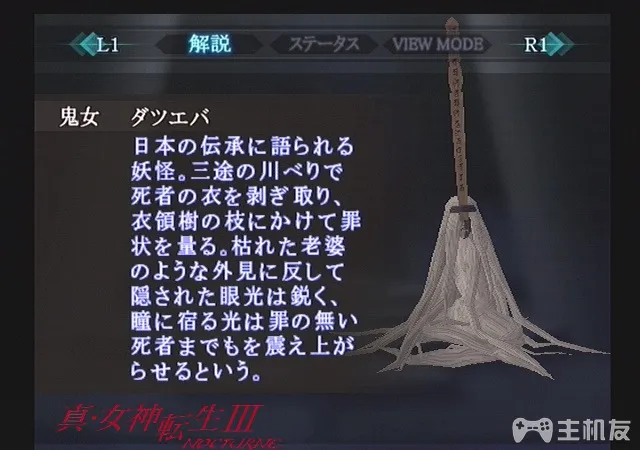 L1 解説 ステータス VIEW MODE R1
鬼女 ダツエバ
日本の伝承に語られる
妖怪。三途の川べりで
死者の衣を剥ぎ取り、
衣領樹の枝にかけて罪
状を量る。枯れた老婆
のような外見に反して
隠された眼光は鋭く、
瞳に宿る光は罪の無い
死者までもを震え上が
らせるという。
真・女神転生III
NOCTURNE
主机友